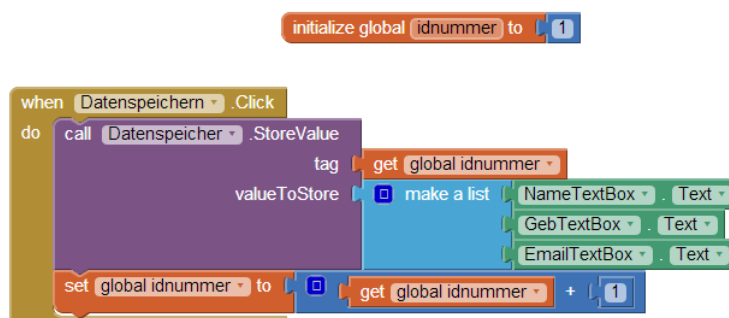 initialize global idnummer to 1
when Datenspeichern .Click
do call Datenspeicher .StoreValue
tag get global idnummer
valueToStore make a list NameTextBox . Text
GebTextBox . Text
EmailTextBox . Text
set global idnummer to get global idnummer + 1